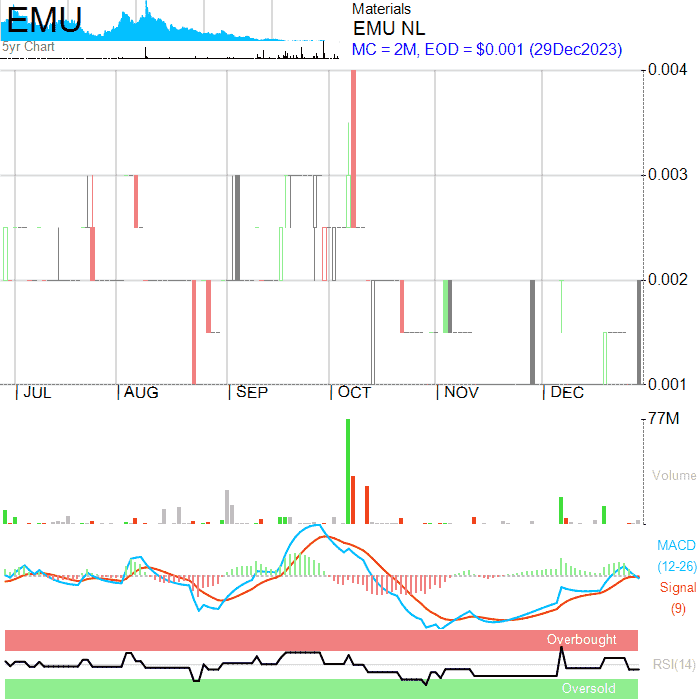 EMU
5yr Chart
Materials
EMU NL
MC = 2M, EOD = $0.001 (29Dec2023)
0.004
0.003
0.002
0.001
JUL AUG SEP OCT NOV DEC
77M
Volume
MACD
(12-26)
Signal
(9)
Overbought
RSI(14)
Oversold